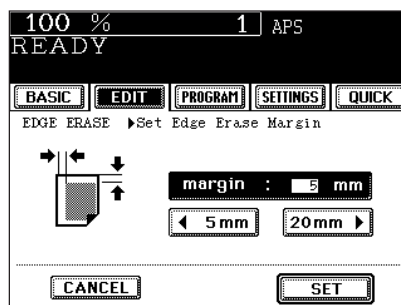 100 % 1 APS
READY
BASIC EDIT PROGRAM SETTINGS QUICK
EDGE ERASE ▶Set Edge Erase Margin
margin : 5 mm
◀ 5mm 20mm ▶
CANCEL SET